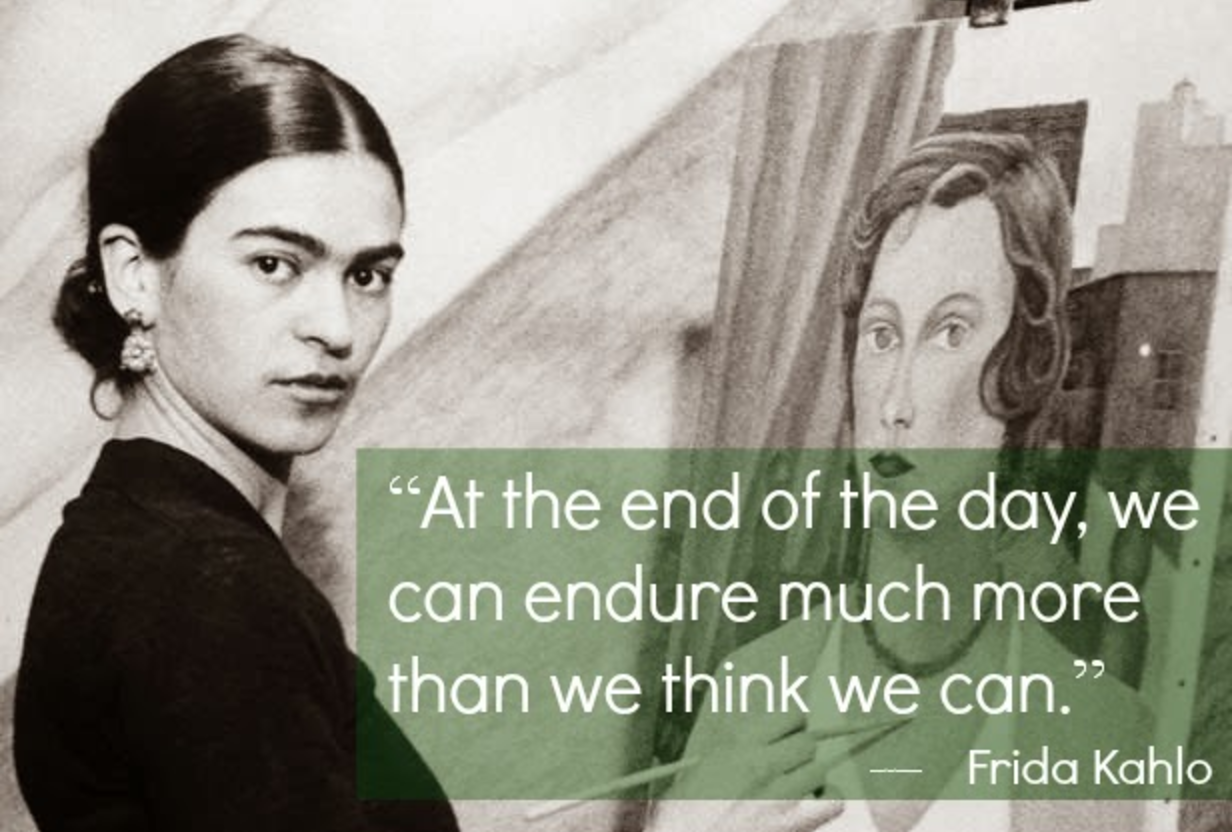 “At the end of the day, we
can endure much more
than we think we can.”
— Frida Kahlo